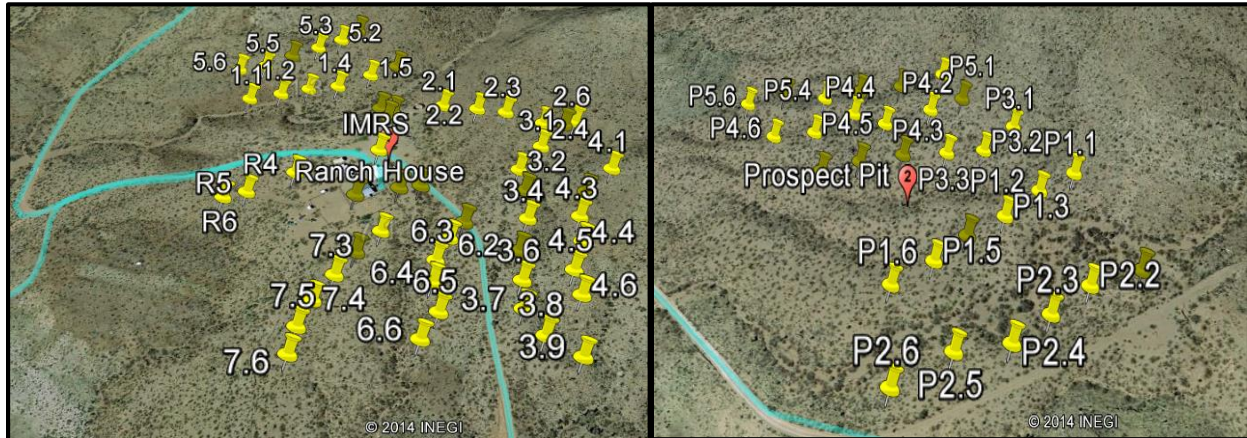 5.3
5.2
5.5
5.6
1.1
1.2
1.4
1.5
2.1
2.3
2.2
2.6
3.1
2.4
4.1
IMRS
Ranch House
R4
R5
R6
3.2
3.4
4.3
7.3
6.3
6.2
3.6
4.5
4.4
6.4
6.5
3.7
3.8
4.6
7.5
7.4
6.6
3.9
7.6
© 2014 INEGI
P5.1
P5.6
P5.4
P4.4
P4.2
P3.1
P4.6
P4.5
P4.3
P3.2
P1.1
Prospect Pit
2
P3.3
P1.2
P1.3
P1.6
P1.5
P2.3
P2.2
P2.6
P2.5
P2.4
© 2014 INEGI